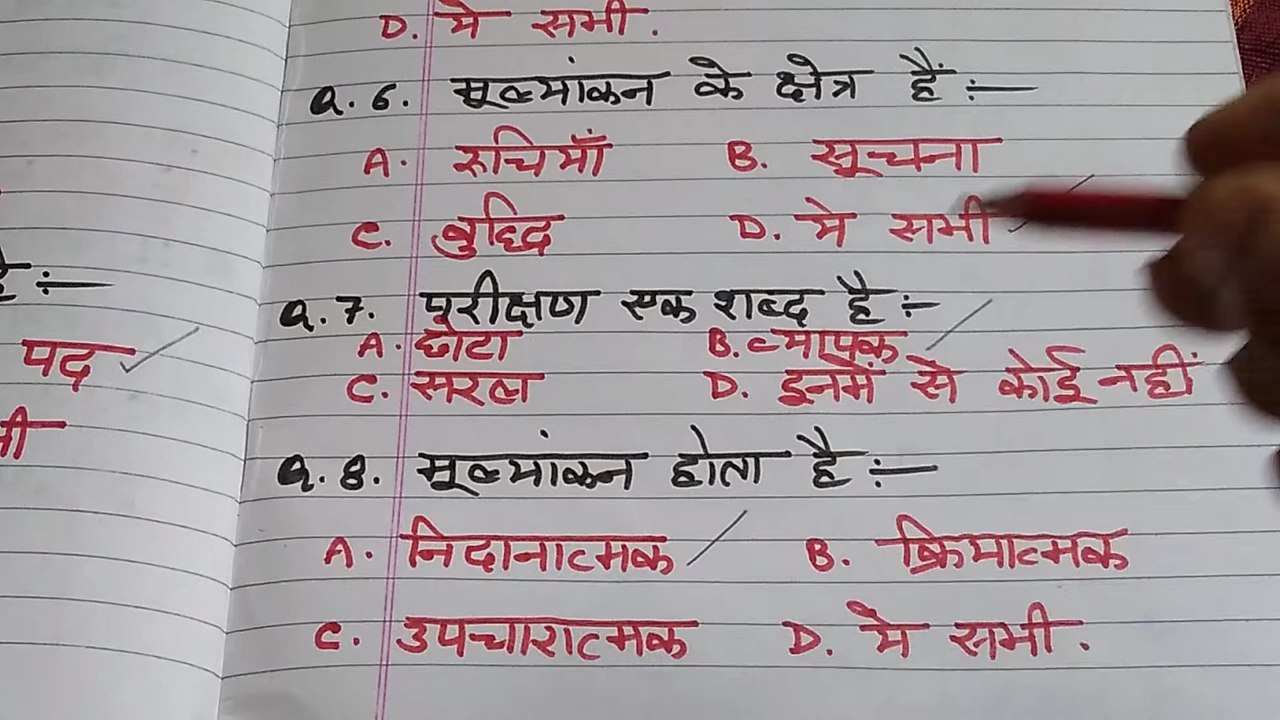 D. ये सभी.
Q.6. मूल्यांकन के क्षेत्र हैं :—
A. रुचियाँ B. सूचना
C. बुद्धि D. ये सभी
है :—
Q.7. परीक्षण एक शब्द है :—
पद A. छोटा B. व्यापक
C. सरल D. इनमें से कोई नहीं
Q.8. मूल्यांकन होता है :—
A. निदानात्मक B. क्रियात्मक
C. उपचारात्मक D. ये सभी.